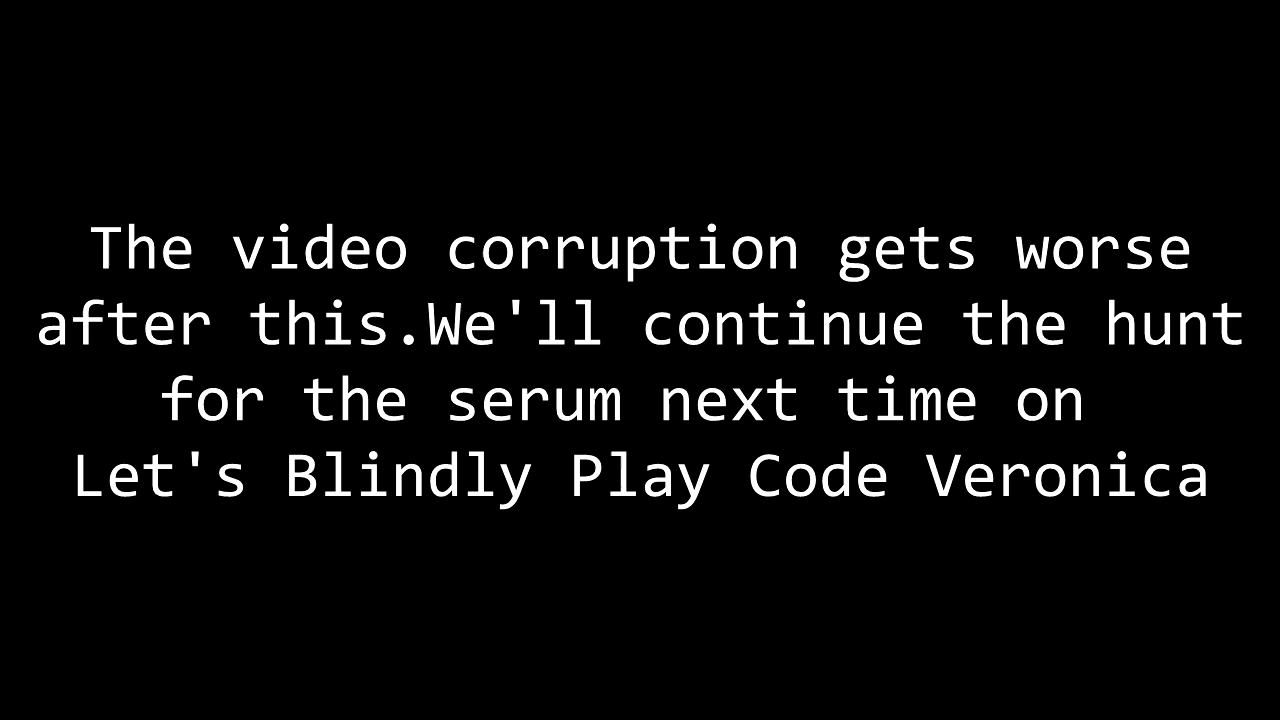 The video corruption gets worse
after this.We'll continue the hunt
for the serum next time on
Let's Blindly Play Code Veronica